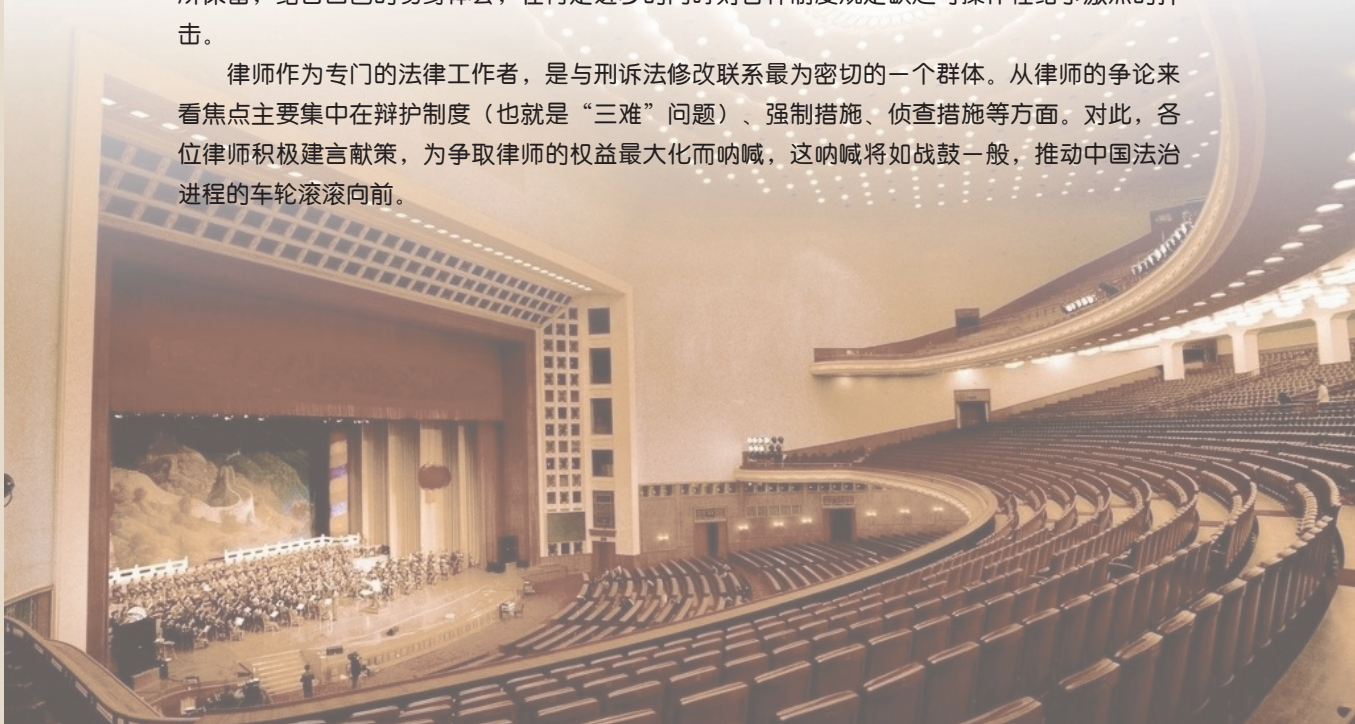 击。
律师作为专门的法律工作者，是与刑诉法修改联系最为密切的一个群体。从律师的争论来
看焦点主要集中在辩护制度（也就是“三难”问题）、强制措施、侦查措施等方面。对此，各
位律师积极建言献策，为争取律师的权益最大化而呐喊，这呐喊将如战鼓一般，推动中国法治
进程的车轮滚滚向前。